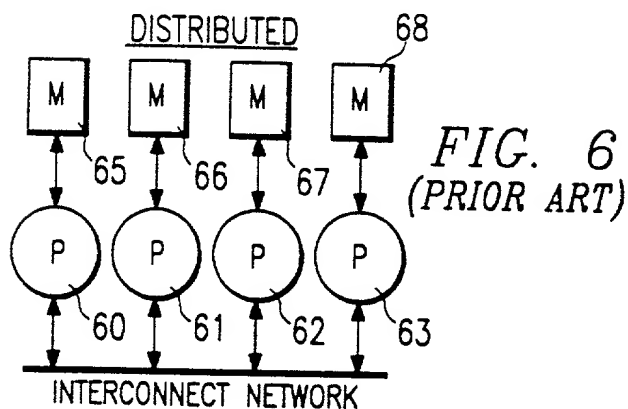 DISTRIBUTED
68
M M M M
65 66 67
FIG. 6
(PRIOR ART)
P P P P
60 61 62 63
INTERCONNECT NETWORK